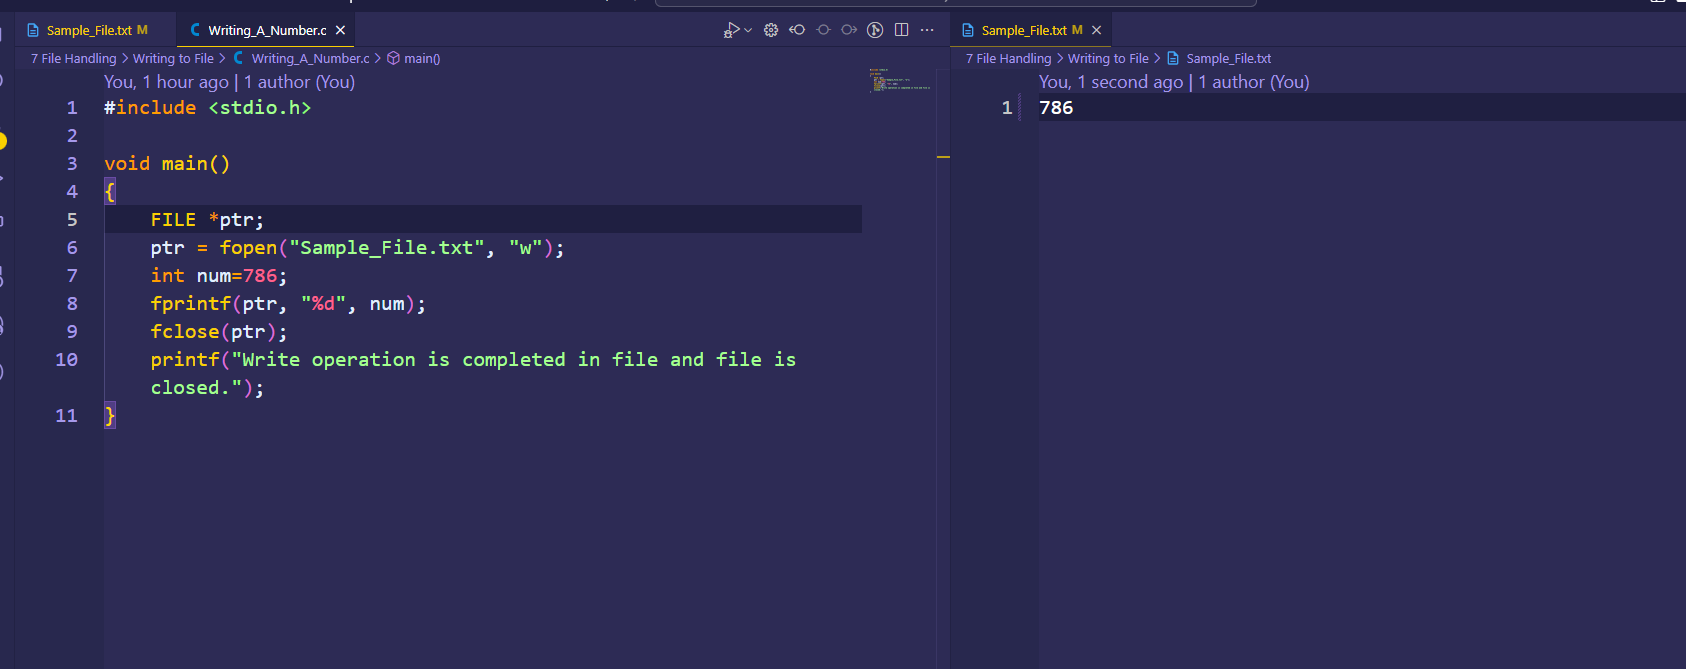 Sample_File.txt M
Writing_A_Number.c
Sample_File.txt M
7 File Handling > Writing to File > Writing_A_Number.c > main()
7 File Handling > Writing to File > Sample_File.txt
You, 1 hour ago | 1 author (You)
1 #include <stdio.h>
2
3 void main()
4 {
5 FILE *ptr;
6 ptr = fopen("Sample_File.txt", "w");
7 int num=786;
8 fprintf(ptr, "%d", num);
9 fclose(ptr);
10 printf("Write operation is completed in file and file is
closed.");
11 }
You, 1 second ago | 1 author (You)
1 786